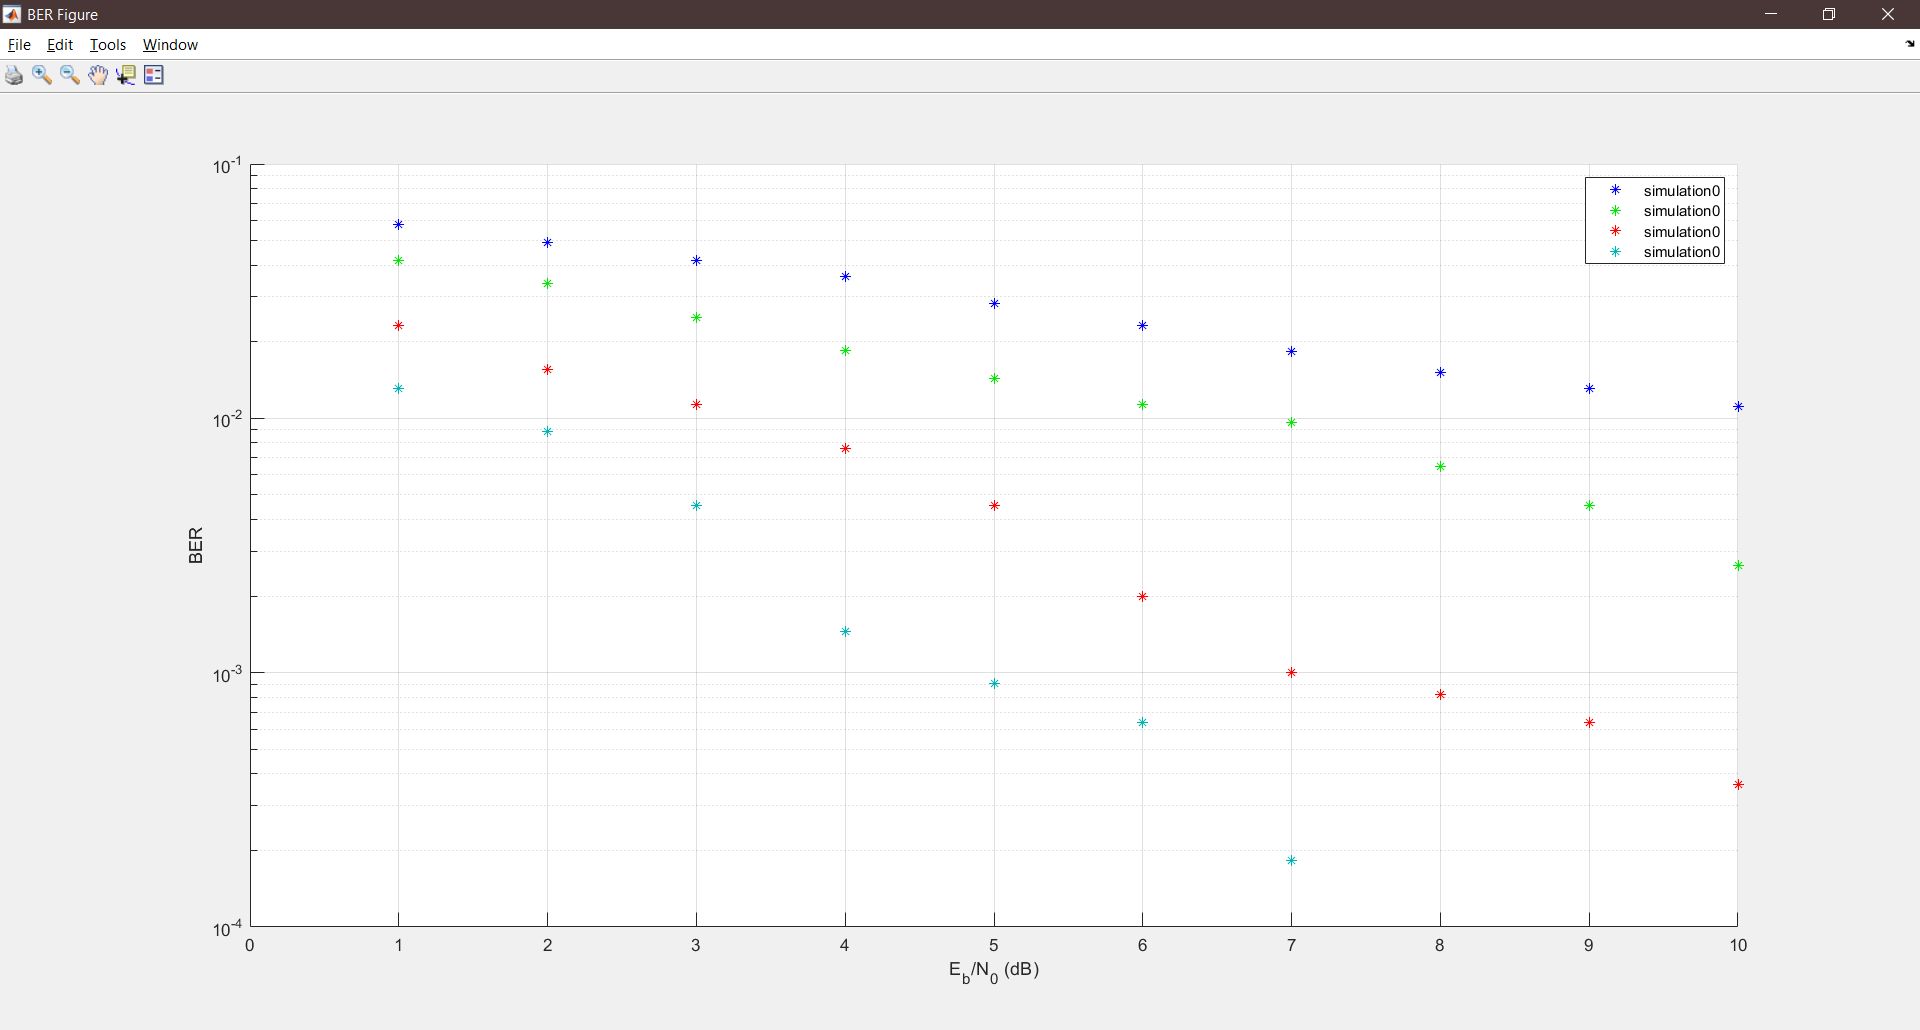 BER Figure
File Edit Tools Window
10-1
simulation0
simulation0
simulation0
simulation0
10-2
BER
10-3
10-4
0 1 2 3 4 5 6 7 8 9 10
Eb/N0 (dB)